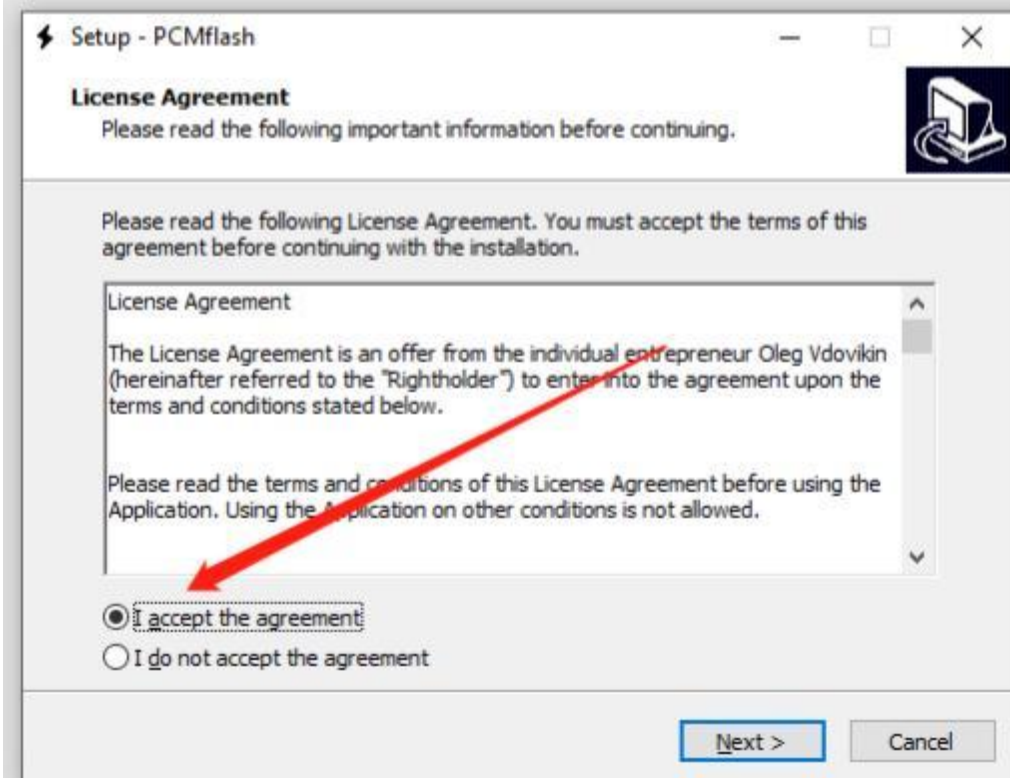 Setup - PCMflash
License Agreement
Please read the following important information before continuing.
Please read the following License Agreement. You must accept the terms of this
agreement before continuing with the installation.
License Agreement
The License Agreement is an offer from the individual entrepreneur Oleg Vdovikin
(hereinafter referred to the "Rightholder") to enter into the agreement upon the
terms and conditions stated below.
Please read the terms and conditions of this License Agreement before using the
Application. Using the Application on other conditions is not allowed.
I accept the agreement
I do not accept the agreement
Next >
Cancel